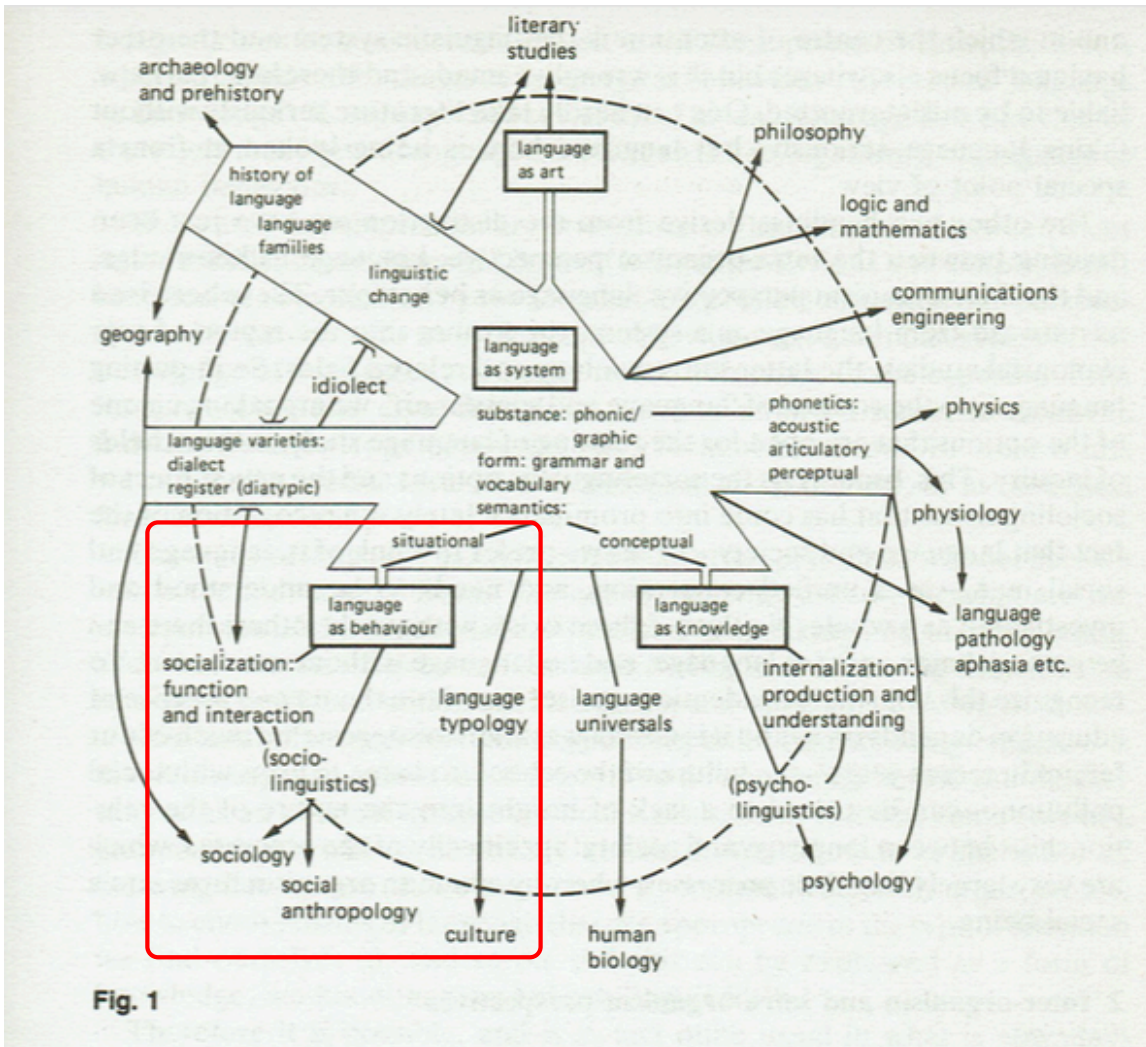 literary
studies
archaeology
and prehistory
philosophy
language
as art
history of
language
language
families
logic and
mathematics
linguistic
change
communications
engineering
geography
language
as system
idiolect
substance: phonic/
graphic
form: grammar and
vocabulary
semantics:
phonetics:
acoustic
articulatory
perceptual
physics
language varieties:
dialect
register (diatypic)
physiology
situational
conceptual
language
as behaviour
language
as knowledge
language
pathology
aphasia etc.
socialization:
function
and interaction
language
typology
language
universals
internalization:
production and
understanding
(socio-
linguistics)
(psycho-
linguistics)
sociology
social
anthropology
psychology
culture
human
biology
Fig. 1